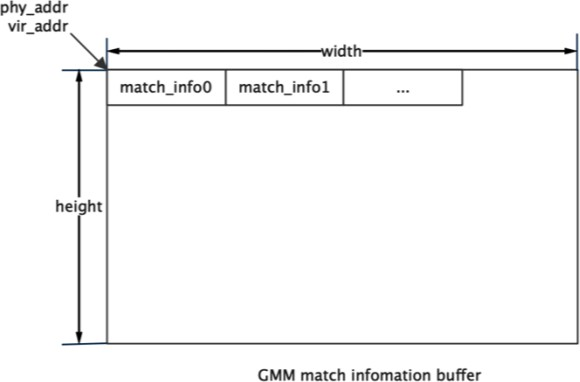 phy_addr
vir_addr
width
match_info0 match_info1 ...
height
GMM match infomation buffer